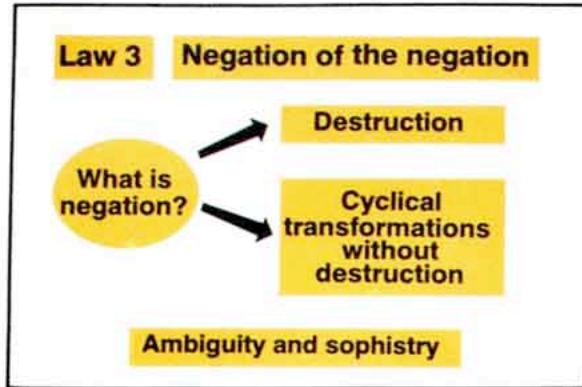 Law 3 Negation of the negation
Destruction
What is
negation?
Cyclical
transformations
without
destruction
Ambiguity and sophistry